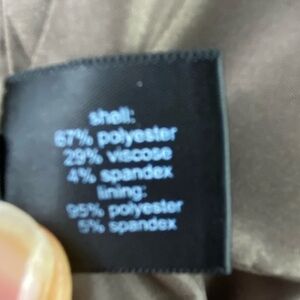 shell:
67% polyester
29% viscose
4% spandex
lining:
95% polyester
5% spandex